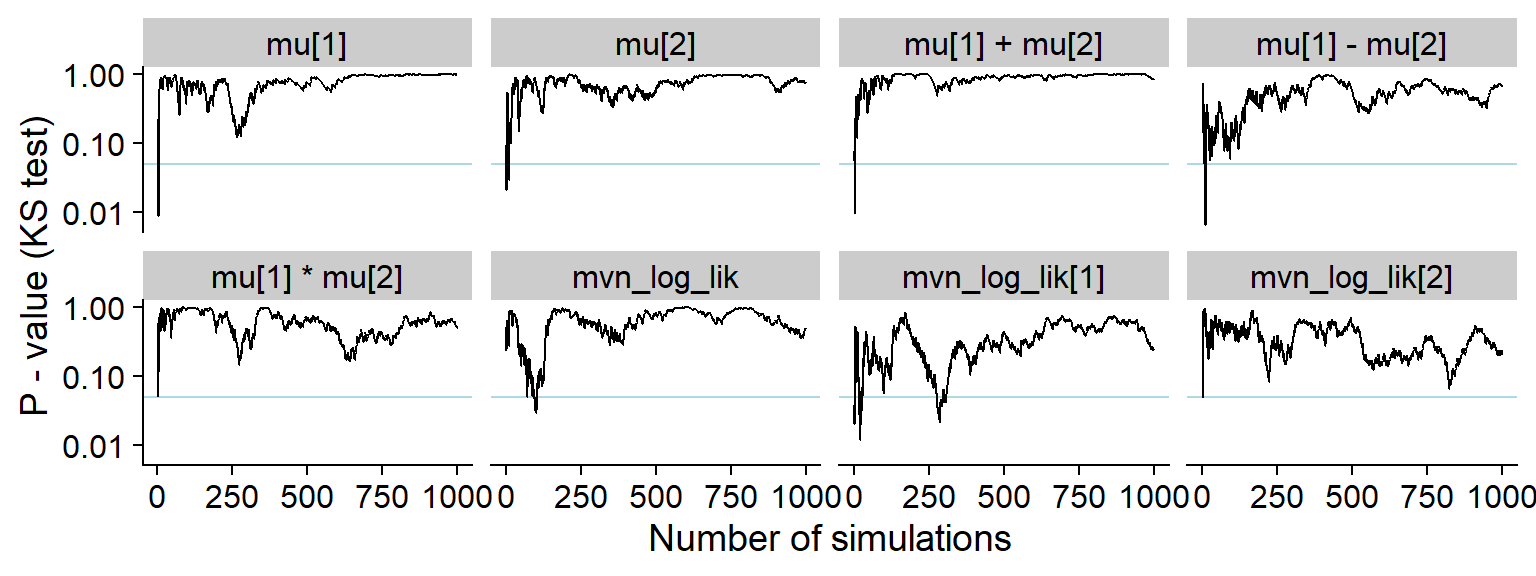 mu[1] mu[2] mu[1] + mu[2] mu[1] - mu[2]
1.00
0.10
0.01
mu[1] * mu[2] mvn_log_lik mvn_log_lik[1] mvn_log_lik[2]
1.00
0.10
0.01
0 250 500 750 1000 0 250 500 750 1000 0 250 500 750 1000 0 250 500 750 1000
Number of simulations
P - value (KS test)